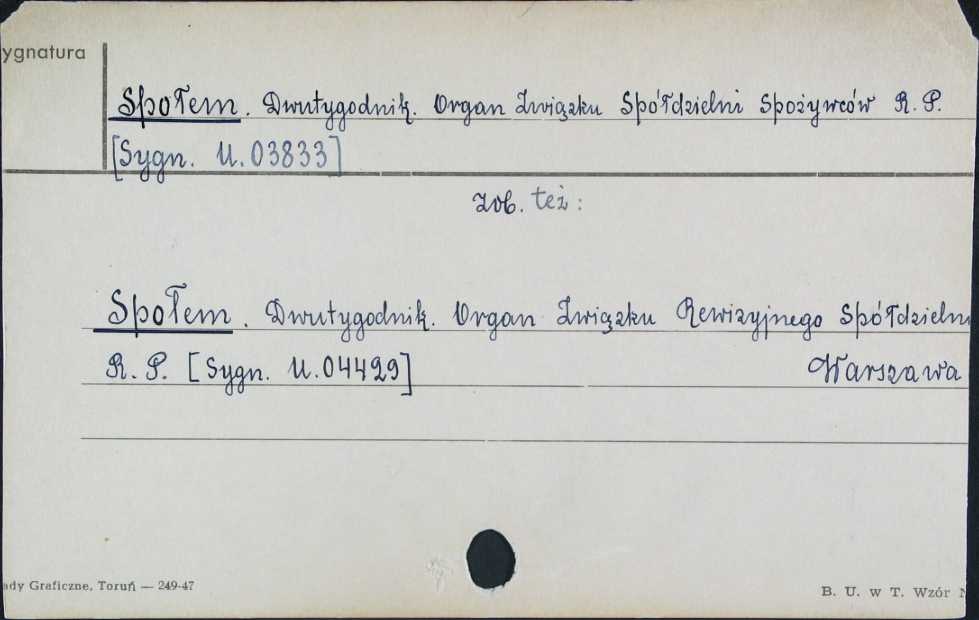 ygnatura
Społem. Dwutygodnik. Organ Związku Spółdzielni Spożywców R. P.
[Sygn. U. 03833]
Zob. też:
Społem. Dwutygodnik. Organ Związku Rewizyjnego Spółdzielni
R. P. [Sygn. U. 04429] Warszawa
ady Graficzne, Toruń — 249-47 B. U. w T. Wzór N